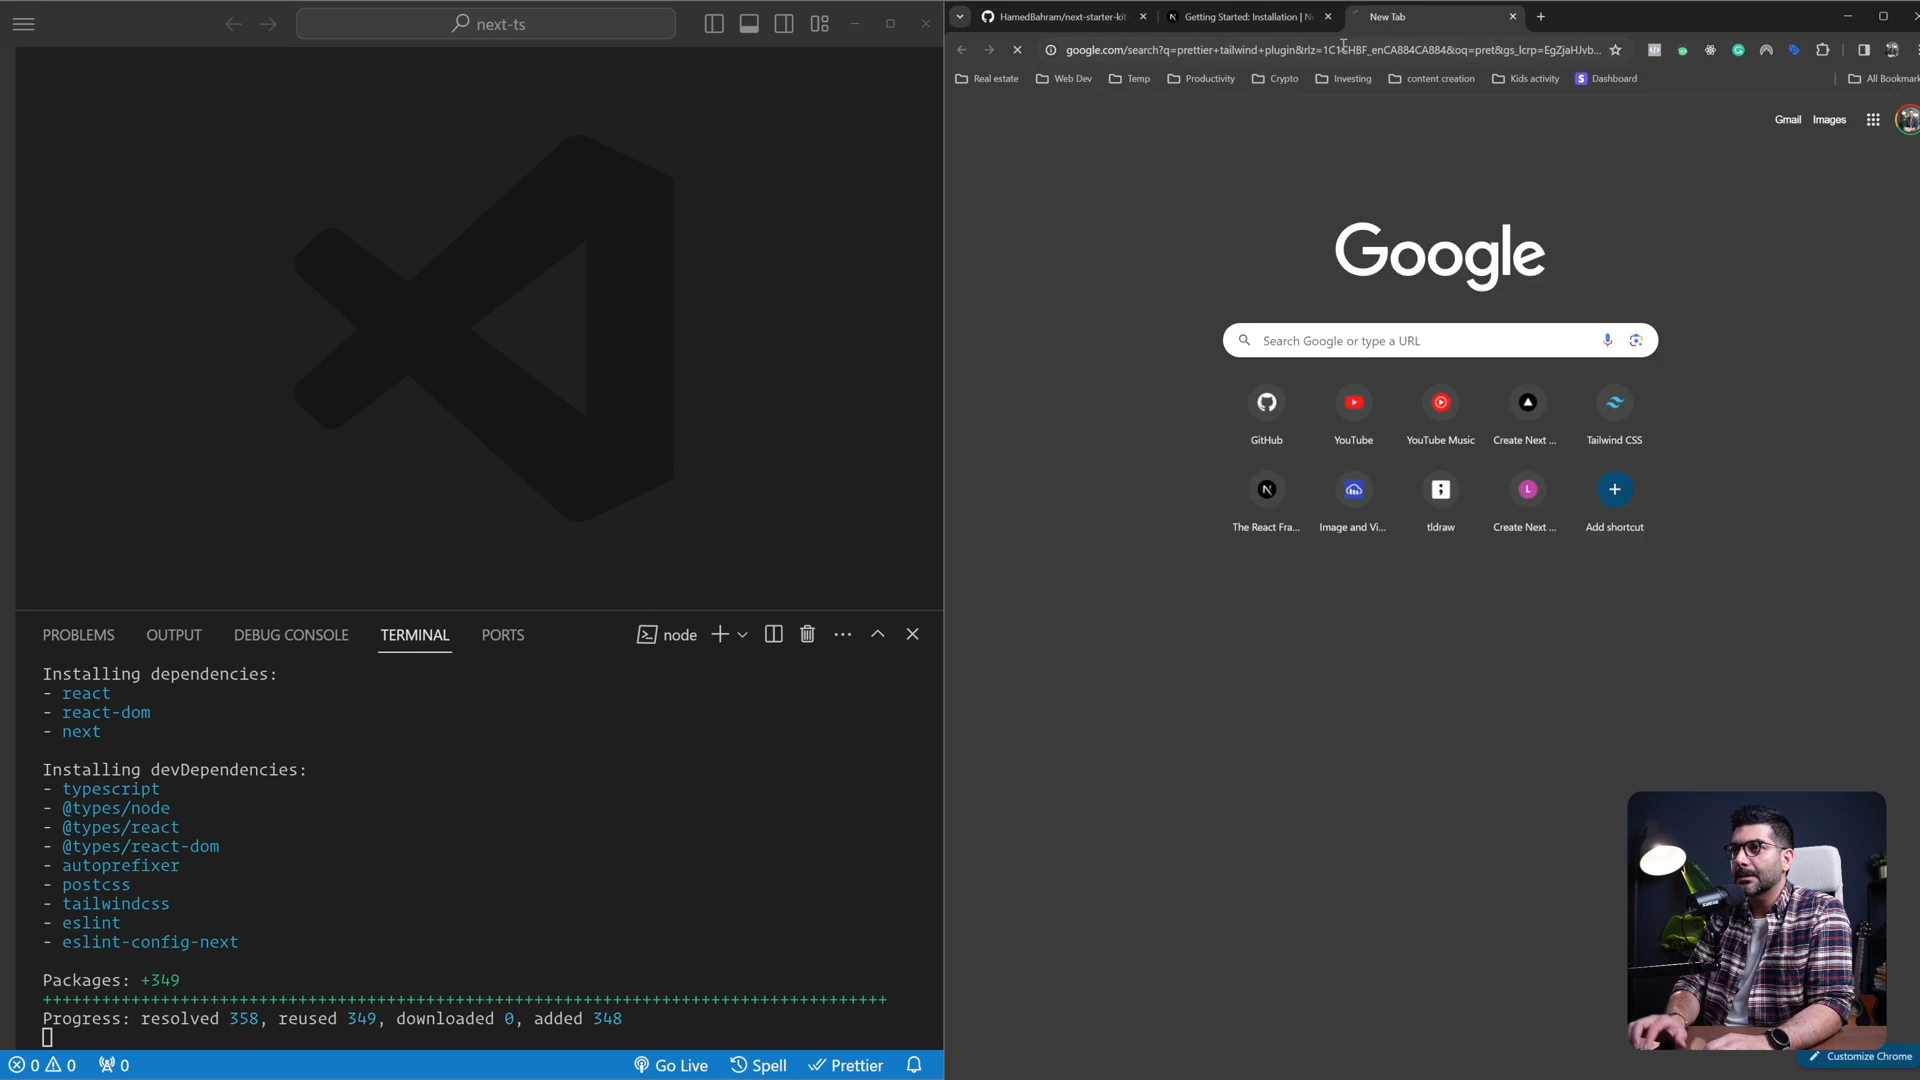 next-ts
PROBLEMS
OUTPUT
DEBUG CONSOLE
TERMINAL
PORTS
node
Installing dependencies:
- react
- react-dom
- next
Installing devDependencies:
- typescript
- @types/node
- @types/react
- @types/react-dom
- autoprefixer
- postcss
- tailwindcss
- eslint
- eslint-config-next
Packages: +349
++++++++++++++++++++++++++++++++++++++++++++++++++++++++++++++++++++++++++++++++++++++
Progress: resolved 358, reused 349, downloaded 0, added 348
0 0 0
Go Live
Spell
Prettier
HamedBahram/next-starter-kit
Getting Started: Installation | N
New Tab
google.com/search?q=prettier+tailwind+plugin&rlz=1C1CHBF_enCA884CA884&oq=pret&gs_lcrp=EgZjaHJvb...
Real estate
Web Dev
Temp
Productivity
Crypto
Investing
content creation
Kids activity
S Dashboard
All Bookmark
Gmail Images
Google
Search Google or type a URL
GitHub
YouTube
YouTube Music
Create Next ...
Tailwind CSS
N
L
The React Fra...
Image and Vi...
tldraw
Create Next ...
Add shortcut
Customize Chrome